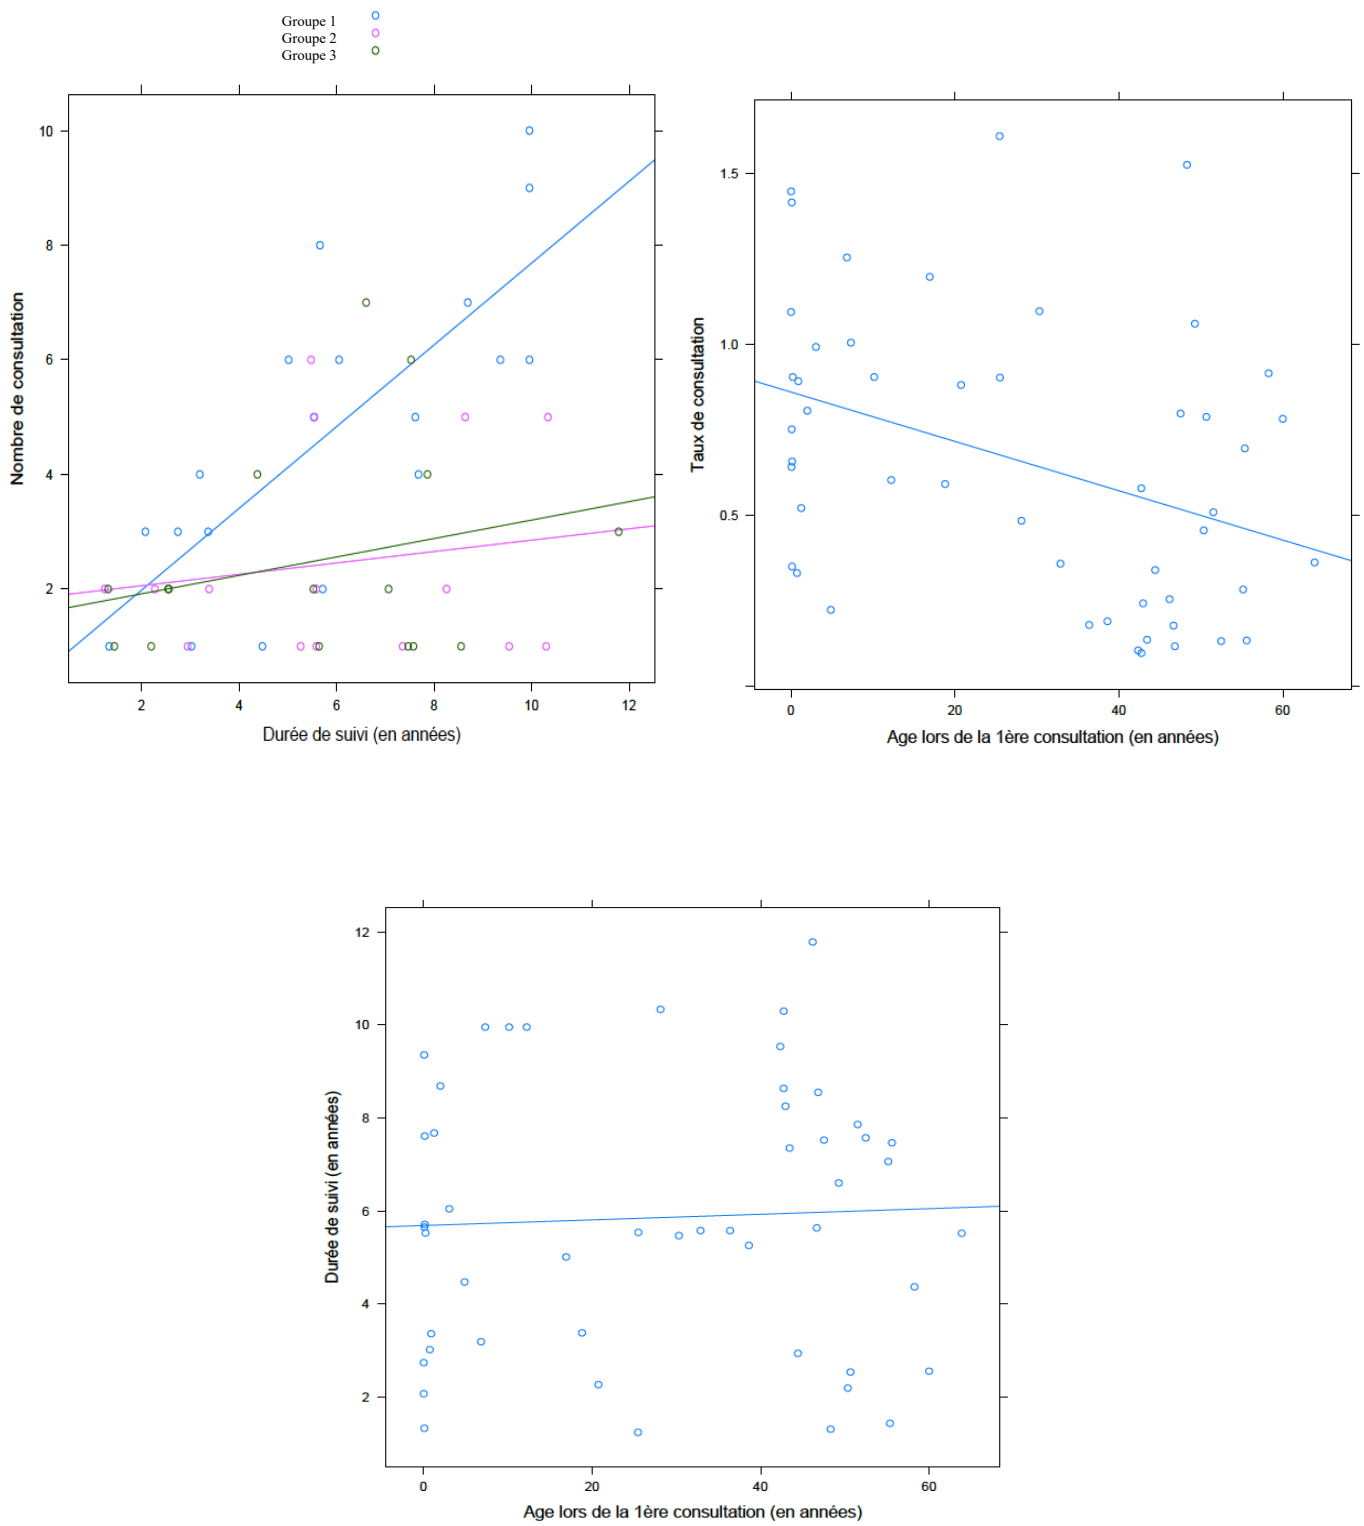 Groupe 1
Groupe 2
Groupe 3
10
8
6
4
2
Nombre de consultation
2 4 6 8 10 12
Durée de suivi (en années)
1.5
1.0
0.5
Taux de consultation
0 20 40 60
Age lors de la 1ère consultation (en années)
12
10
8
6
4
2
Durée de suivi (en années)
0 20 40 60
Age lors de la 1ère consultation (en années)